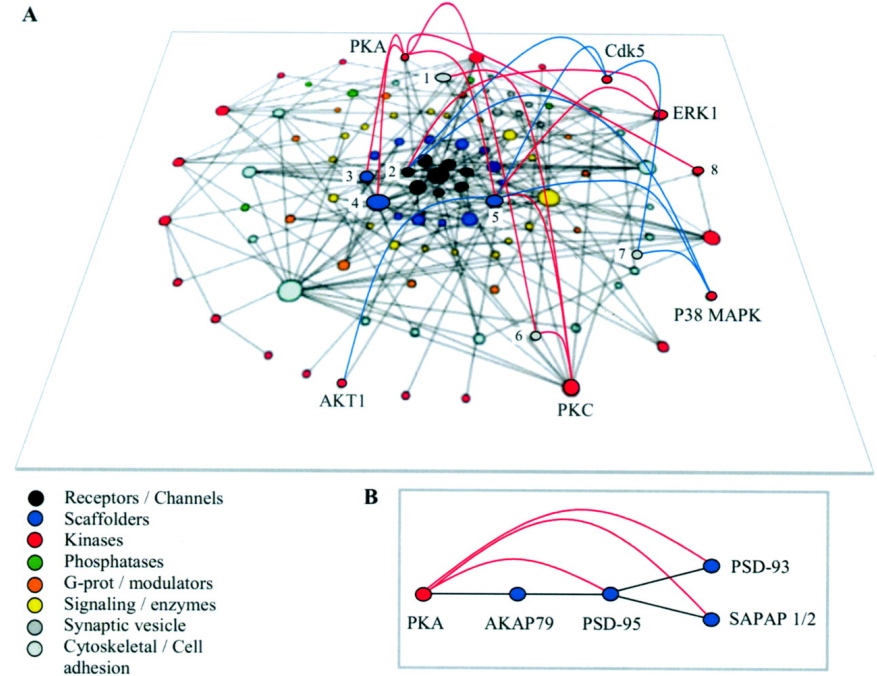 A
PKA
Cdk5
1
ERK1
2
3
8
4
5
7
P38 MAPK
6
AKT1
PKC
Receptors / Channels
Scaffolders
Kinases
Phosphatases
G-prot / modulators
Signaling / enzymes
Synaptic vesicle
Cytoskeletal / Cell
adhesion
B
PSD-93
PKA
AKAP79
PSD-95
SAPAP 1/2